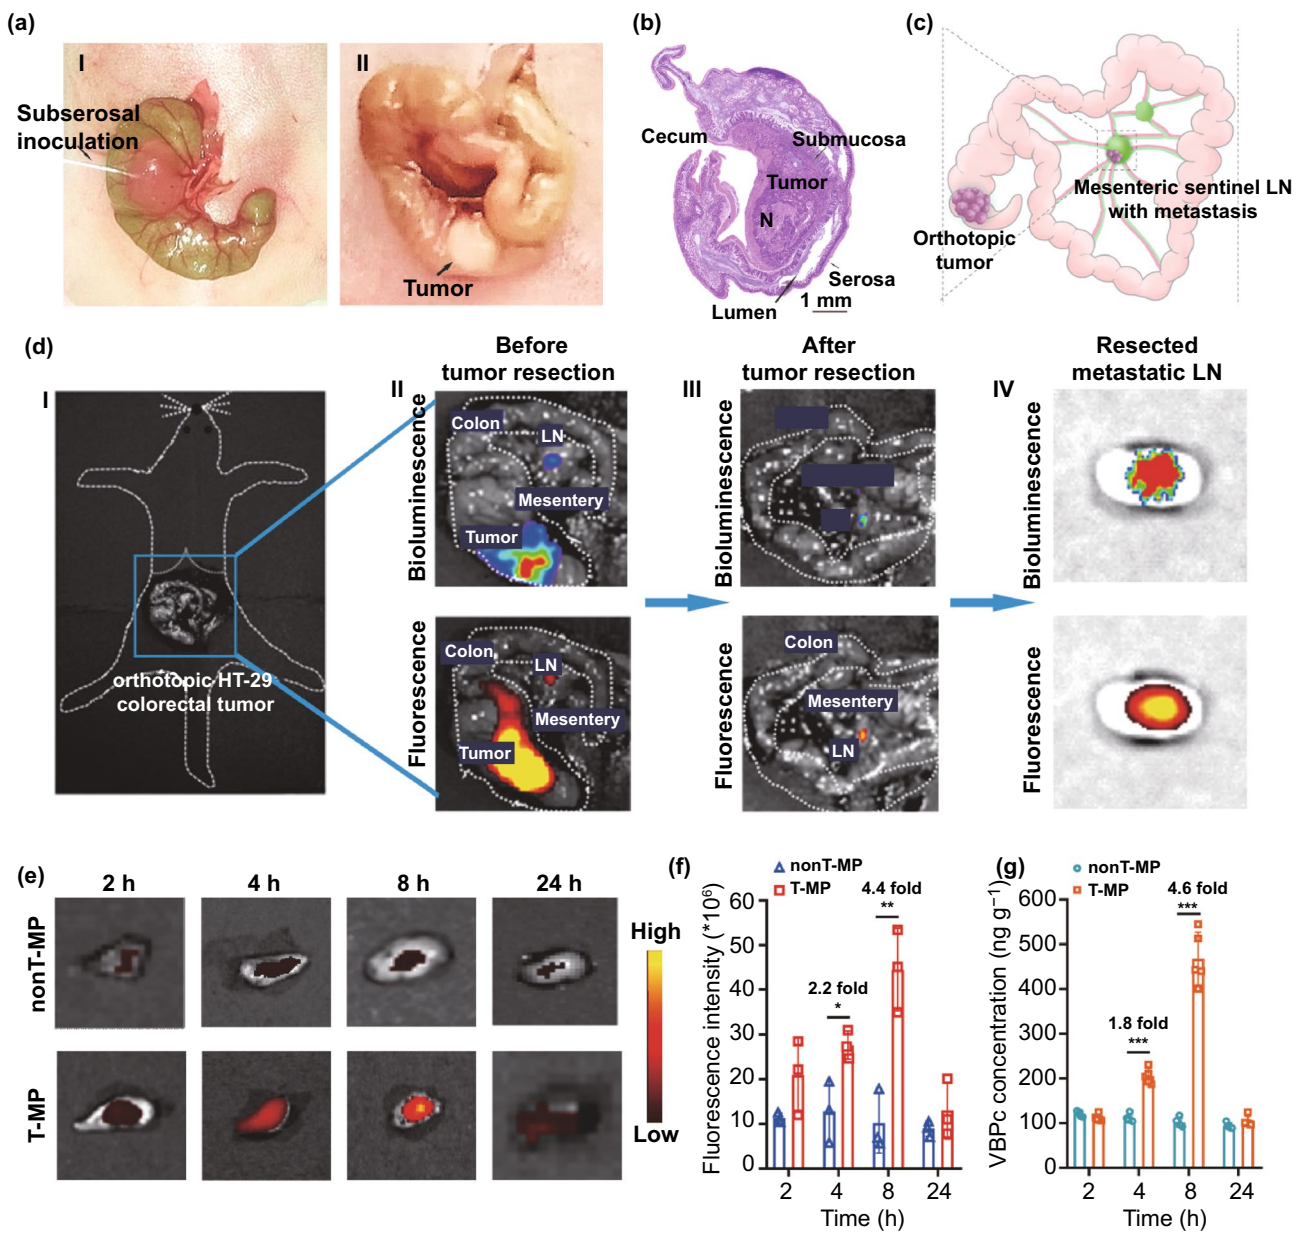 (a)
I
Subserosal
inoculation
II
Tumor
(b)
Cecum
Submucosa
Tumor
N
Serosa
Lumen
1 mm
(c)
Mesenteric sentinel LN
with metastasis
Orthotopic
tumor
(d)
I
orthotopic HT-29
colorectal tumor
Before
tumor resection
II
Bioluminescence
Colon
LN
Mesentery
Tumor
Fluorescence
Colon
LN
Mesentery
Tumor
After
tumor resection
III
Bioluminescence
Fluorescence
Colon
Mesentery
LN
Resected
metastatic LN
IV
Bioluminescence
Fluorescence
(e)
2 h 4 h 8 h 24 h
nonT-MP
T-MP
High
Low
(f)
nonT-MP
T-MP
Fluorescence intensity (*10⁶)
60
50
40
30
20
10
0
2.2 fold
*
4.4 fold
**
2 4 8 24
Time (h)
(g)
nonT-MP
T-MP
VBPc concentration (ng g⁻¹)
600
500
400
300
200
100
0
1.8 fold
***
4.6 fold
***
2 4 8 24
Time (h)